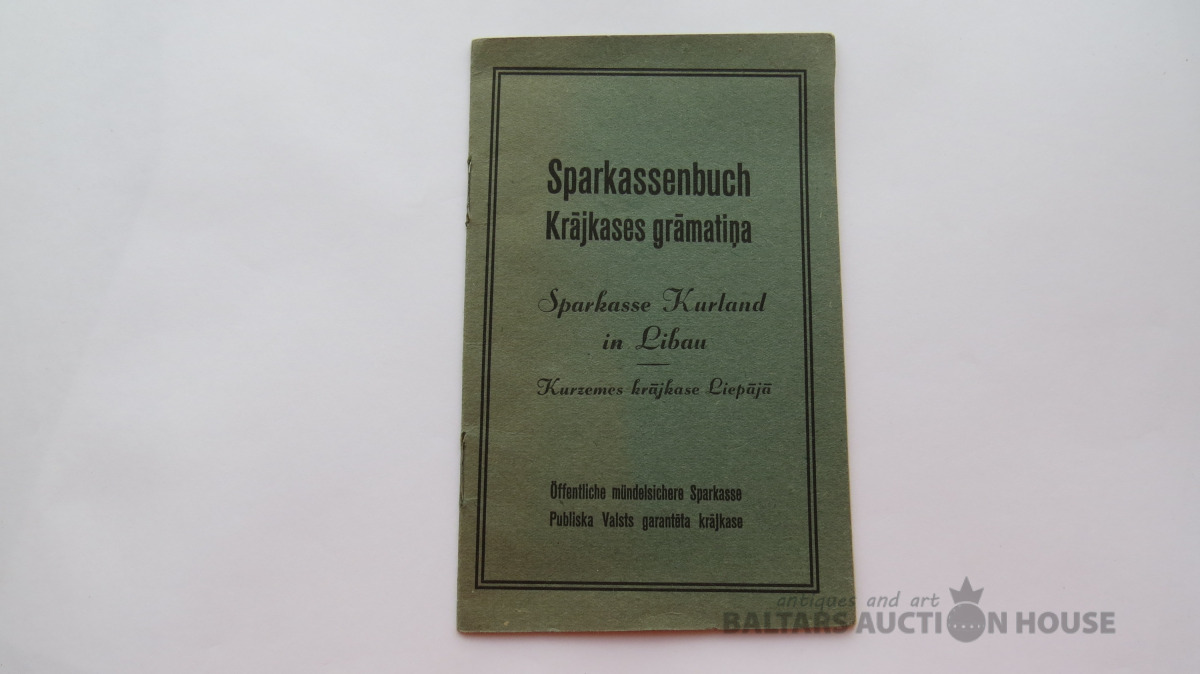 Sparkassenbuch
Krājkases grāmatiņa
Sparkasse Kurland
in Libau
Kurzemes krājkase Liepājā
Öffentliche mündelsichere Sparkasse
Publiska Valsts garantēta krājkase
antiques and art
BALTARS AUCTION HOUSE